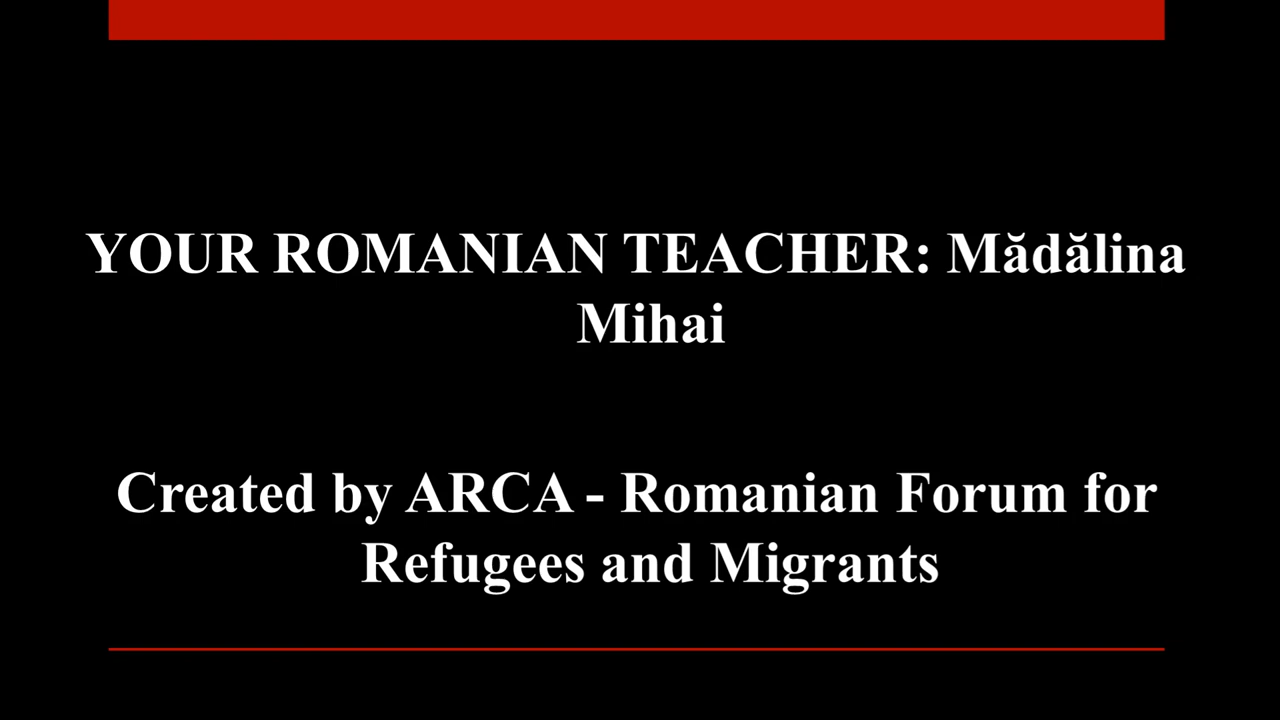 YOUR ROMANIAN TEACHER: Mădălina
Mihai
Created by ARCA - Romanian Forum for
Refugees and Migrants